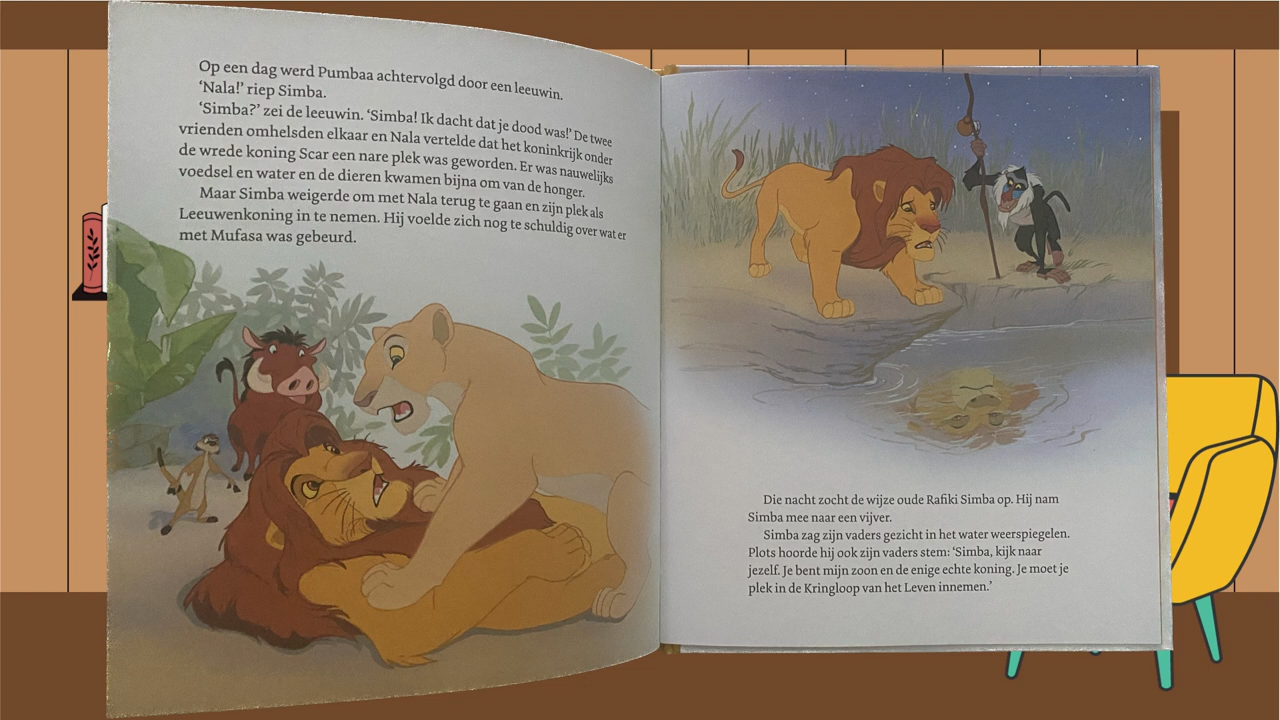 Op een dag werd Pumbaa achtervolgd door een leeuwin.
‘Nala!’ riep Simba.
‘Simba?’ zei de leeuwin. ‘Simba! Ik dacht dat je dood was!’ De twee
vrienden omhelsden elkaar en Nala vertelde dat het koninkrijk onder
de wrede koning Scar een nare plek was geworden. Er was nauwelijks
voedsel en water en de dieren kwamen bijna om van de honger.
Maar Simba weigerde om met Nala terug te gaan en zijn plek als
Leeuwenkoning in te nemen. Hij voelde zich nog te schuldig over wat er
met Mufasa was gebeurd.
Die nacht zocht de wijze oude Rafiki Simba op. Hij nam
Simba mee naar een vijver.
Simba zag zijn vaders gezicht in het water weerspiegelen.
Plots hoorde hij ook zijn vaders stem: ‘Simba, kijk naar
jezelf. Je bent mijn zoon en de enige echte koning. Je moet je
plek in de Kringloop van het Leven innemen.’